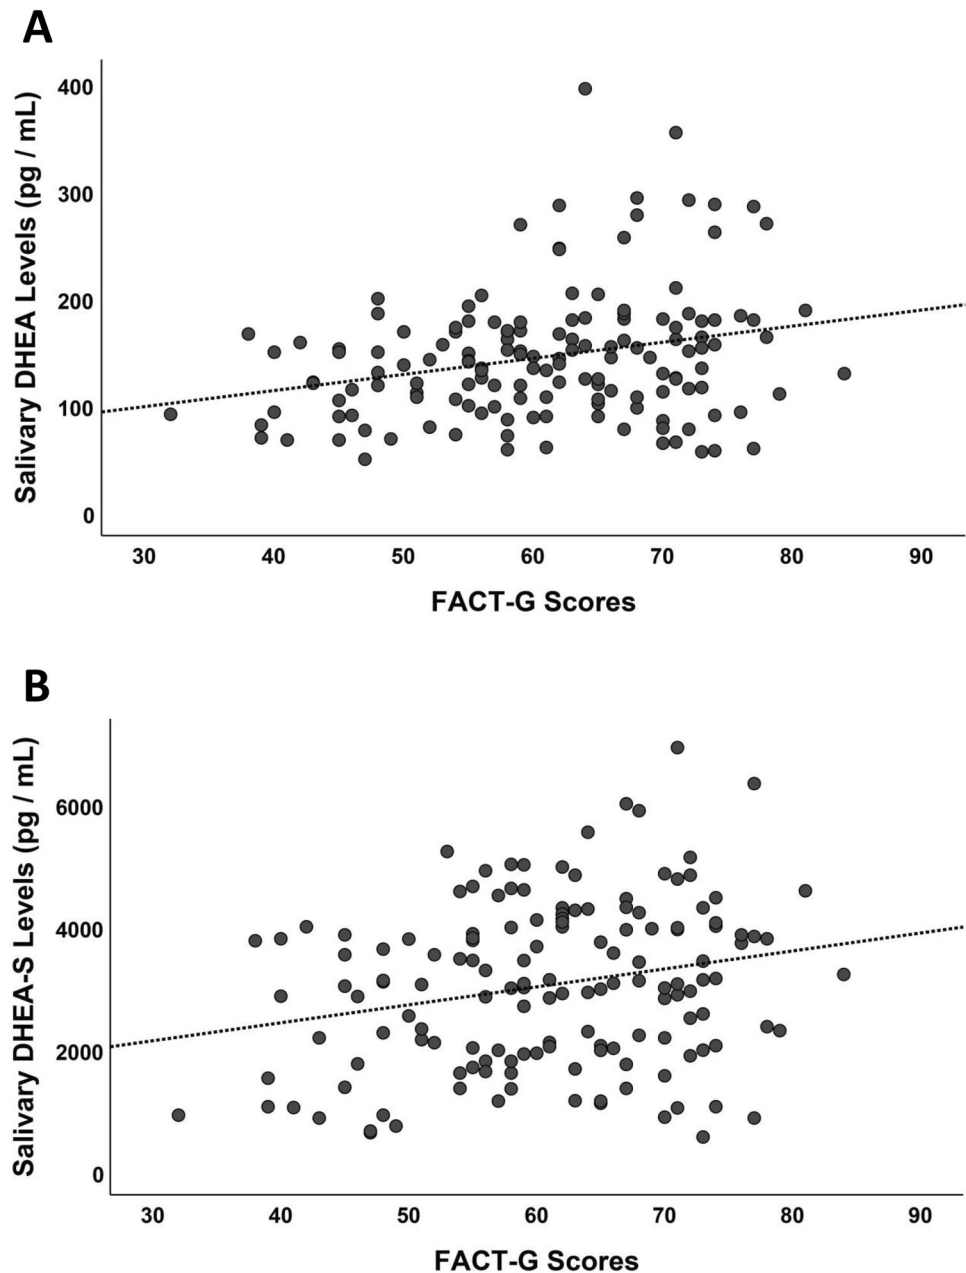 A
Salivary DHEA Levels (pg / mL)
400
300
200
100
0
30 40 50 60 70 80 90
FACT-G Scores
B
Salivary DHEA-S Levels (pg / mL)
6000
4000
2000
0
30 40 50 60 70 80 90
FACT-G Scores